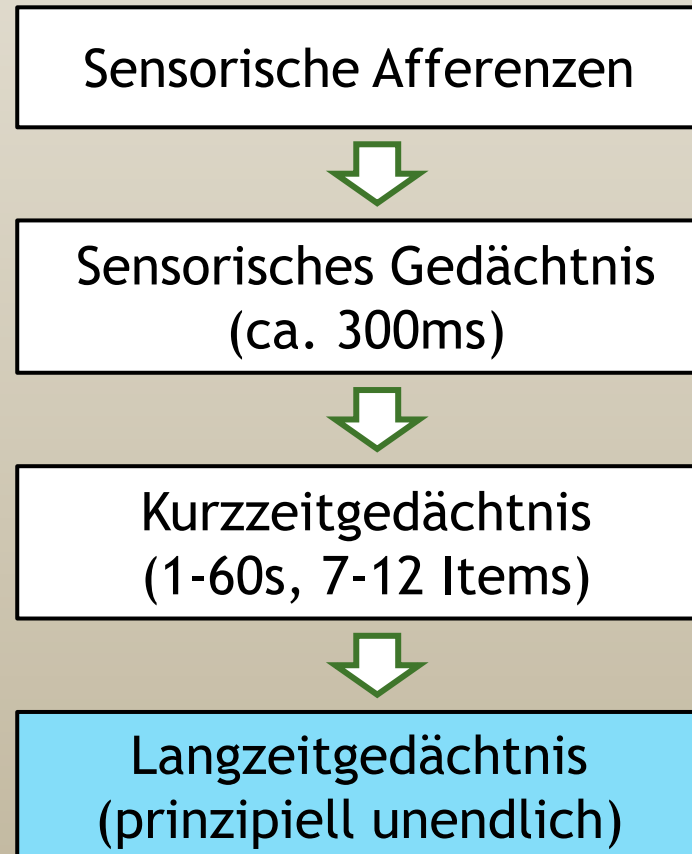 Sensorische Afferenzen
Sensorisches Gedächtnis
(ca. 300ms)
Kurzzeitgedächtnis
(1-60s, 7-12 Items)
Langzeitgedächtnis
(prinzipiell unendlich)